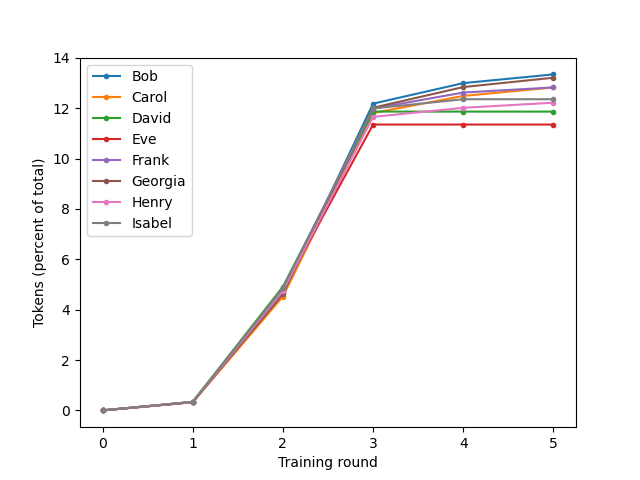 Bob
Carol
David
Eve
Frank
Georgia
Henry
Isabel
14
12
10
8
6
4
2
0
Tokens (percent of total)
0 1 2 3 4 5
Training round